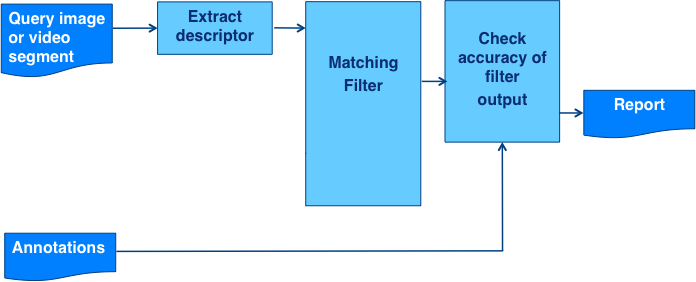 Query image
or video
segment
Extract
descriptor
Matching
Filter
Check
accuracy of
filter
output
Report
Annotations